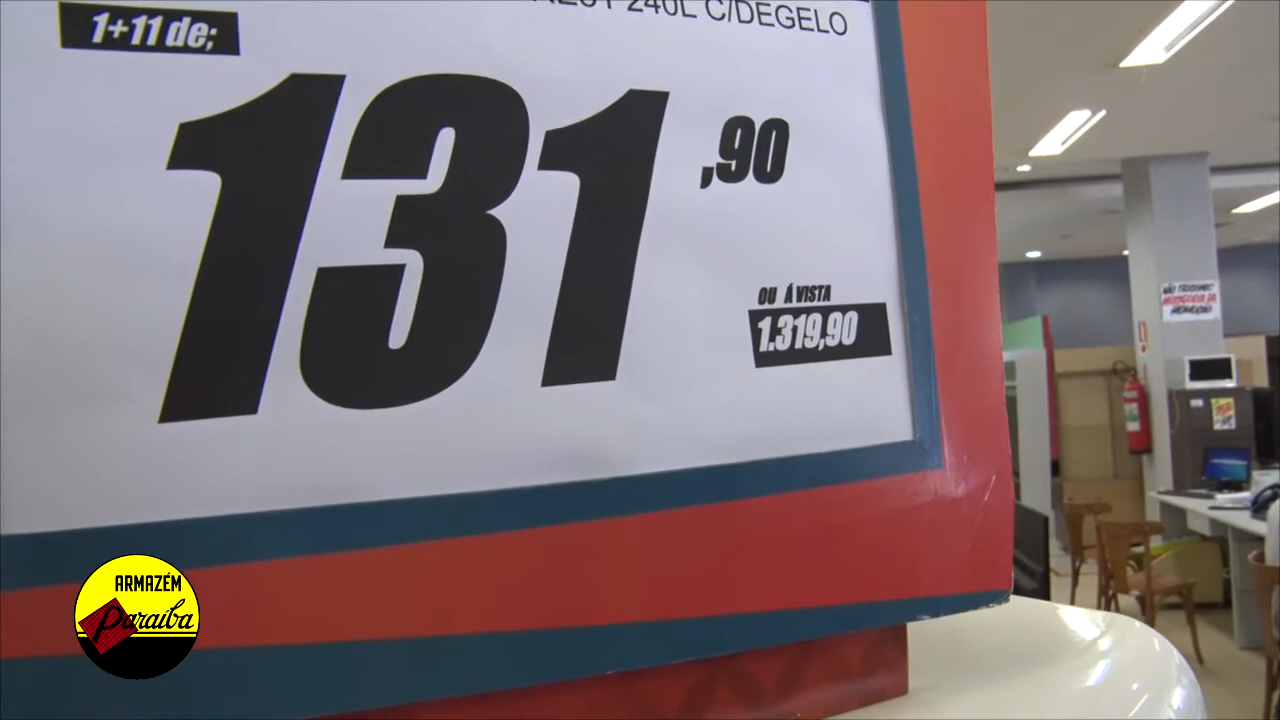 240L C/DEGELO
1+11 de;
131,90
OU Á VISTA
1.319,90
ARMAZÉM
Paraíba